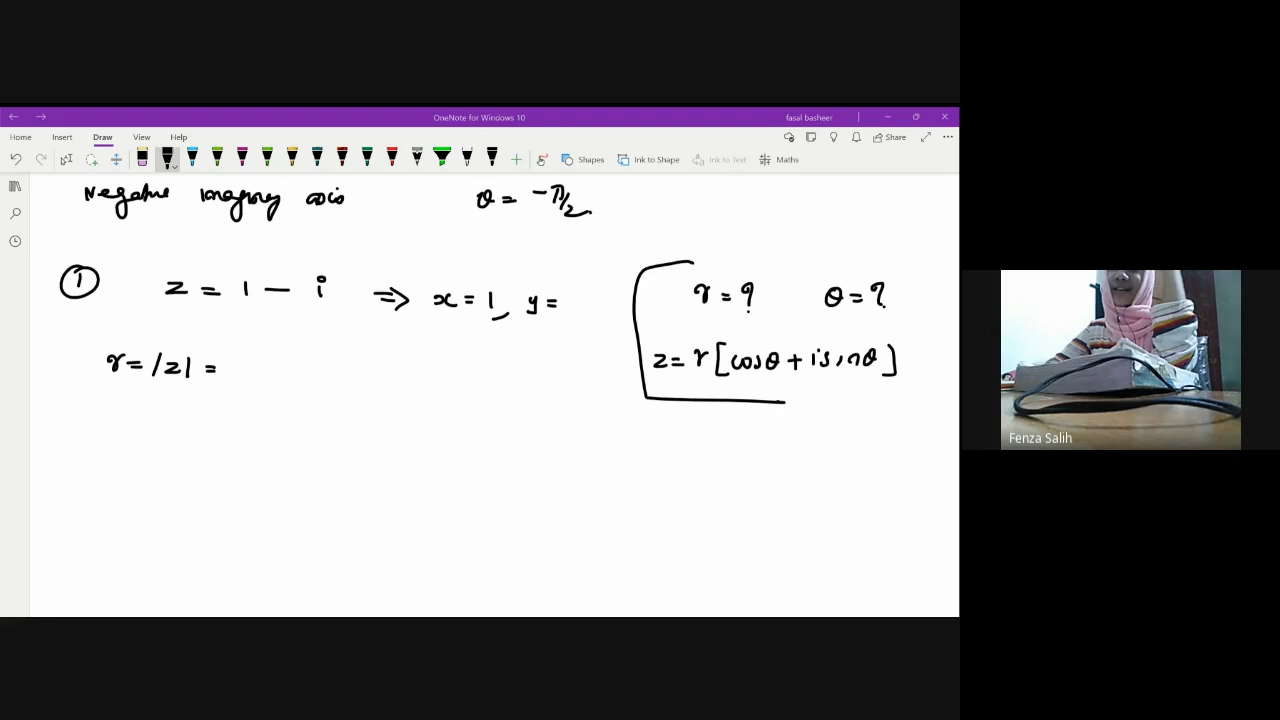 OneNote for Windows 10
fasal basheer
Home Insert Draw View Help
Share
Shapes Ink to Shape Ink to Text Maths
Negative imaginary axis θ = -π/2.
① z = 1 - i ⇒ x = 1, y =
r = ? θ = ?
r = |z| =
z = r [cosθ + i sinθ]
Fenza Salih